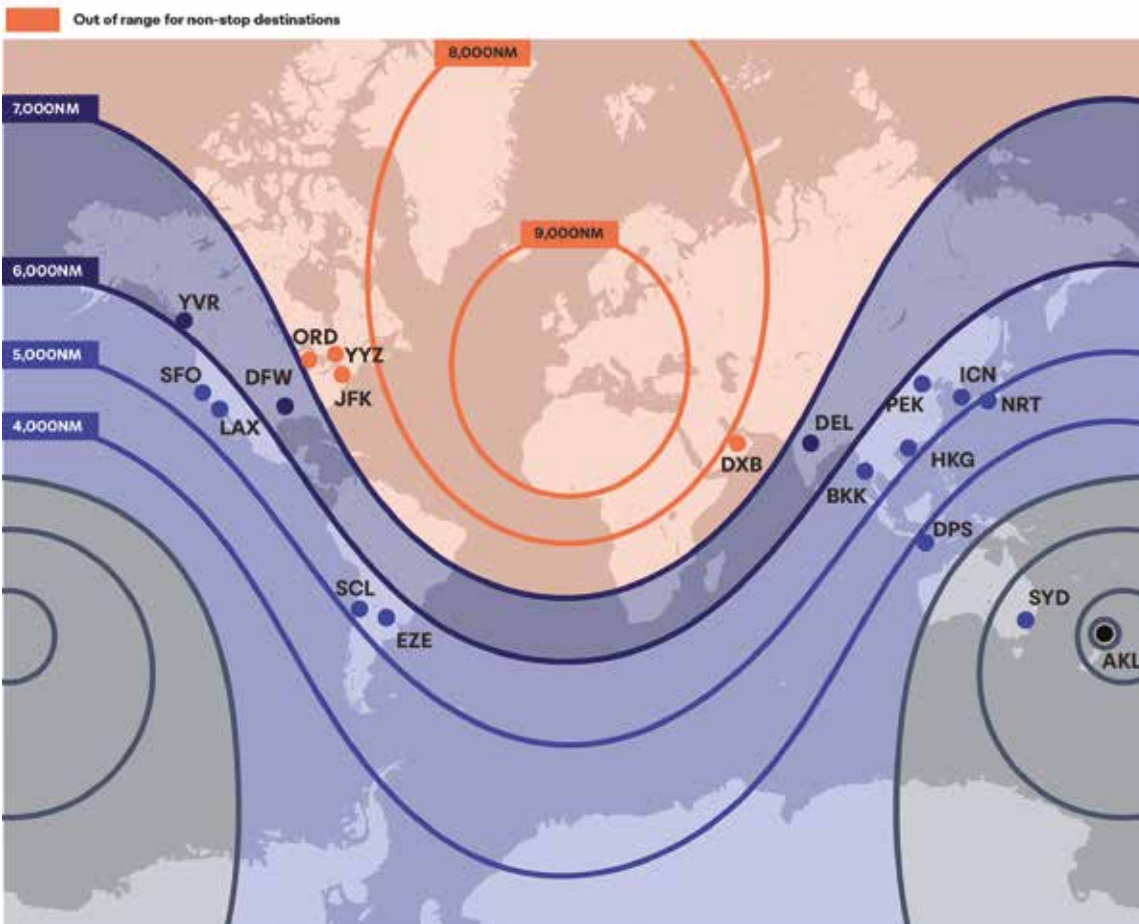 Out of range for non-stop destinations
8,000NM
7,000NM
9,000NM
6,000NM
YVR
ORD
YYZ
5,000NM
SFO
DFW
JFK
LAX
ICN
PEK
NRT
DEL
4,000NM
DXB
HKG
BKK
DPS
SCL
SYD
EZE
AKL